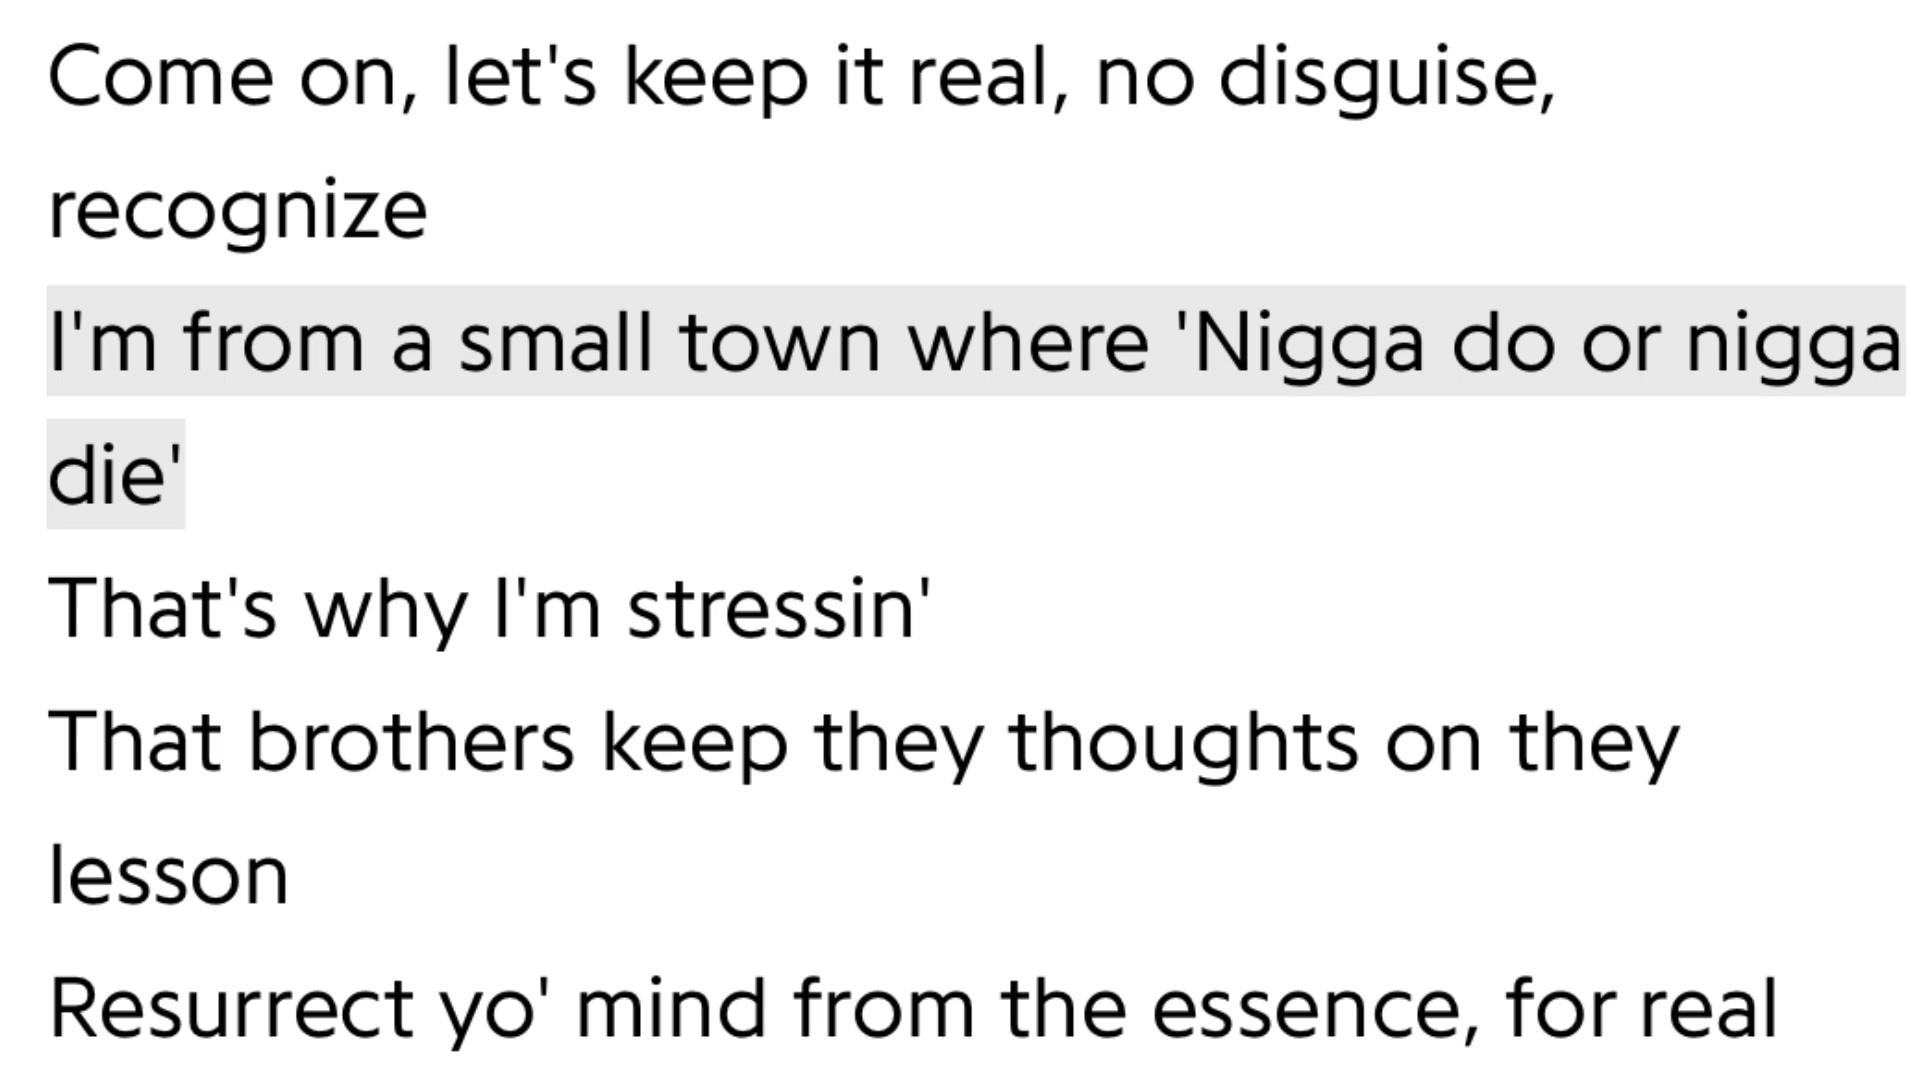 Come on, let's keep it real, no disguise,
recognize
I'm from a small town where 'Nigga do or nigga
die'
That's why I'm stressin'
That brothers keep they thoughts on they
lesson
Resurrect yo' mind from the essence, for real